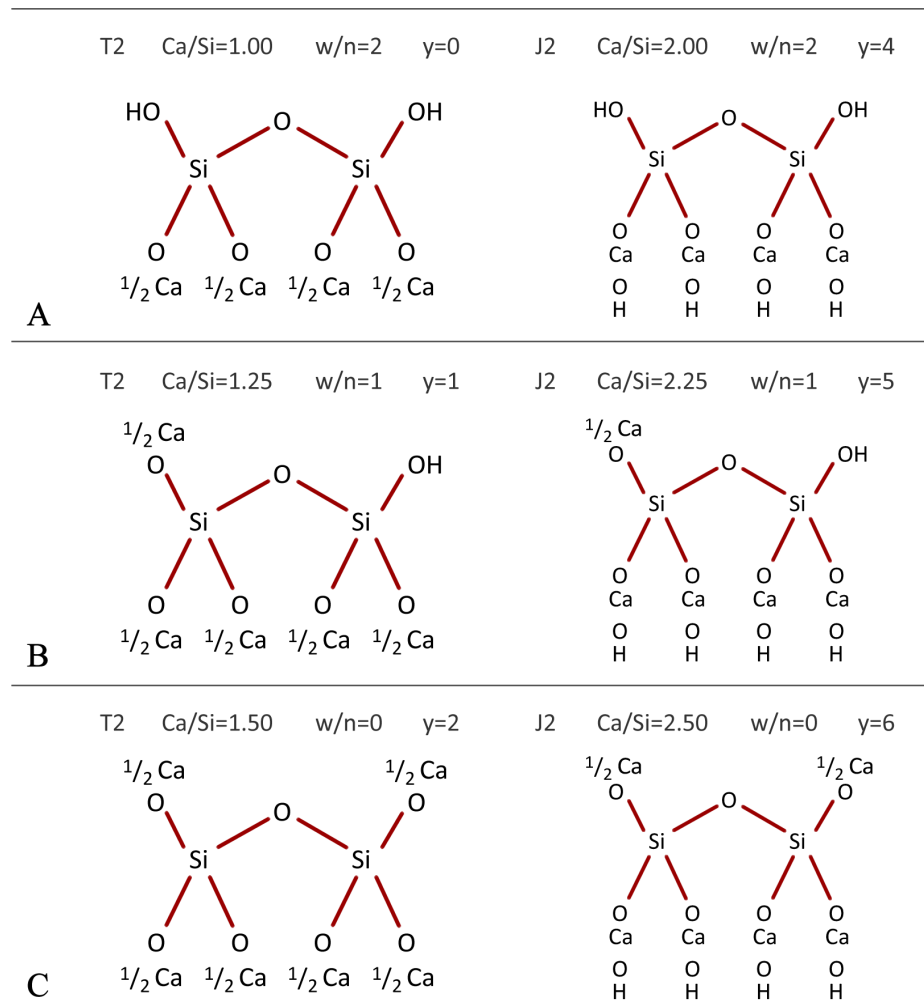 T2 Ca/Si=1.00 w/n=2 y=0 J2 Ca/Si=2.00 w/n=2 y=4
HO O OH HO O OH
Si Si Si Si
O O O O O O O O
¹/₂ Ca ¹/₂ Ca ¹/₂ Ca ¹/₂ Ca Ca Ca Ca Ca
O O O O
A H H H H
T2 Ca/Si=1.25 w/n=1 y=1 J2 Ca/Si=2.25 w/n=1 y=5
¹/₂ Ca ¹/₂ Ca
O O OH O O OH
Si Si Si Si
O O O O O O O O
¹/₂ Ca ¹/₂ Ca ¹/₂ Ca ¹/₂ Ca Ca Ca Ca Ca
O O O O
B H H H H
T2 Ca/Si=1.50 w/n=0 y=2 J2 Ca/Si=2.50 w/n=0 y=6
¹/₂ Ca ¹/₂ Ca ¹/₂ Ca ¹/₂ Ca
O O O O O O
Si Si Si Si
O O O O O O O O
¹/₂ Ca ¹/₂ Ca ¹/₂ Ca ¹/₂ Ca Ca Ca Ca Ca
O O O O
C H H H H